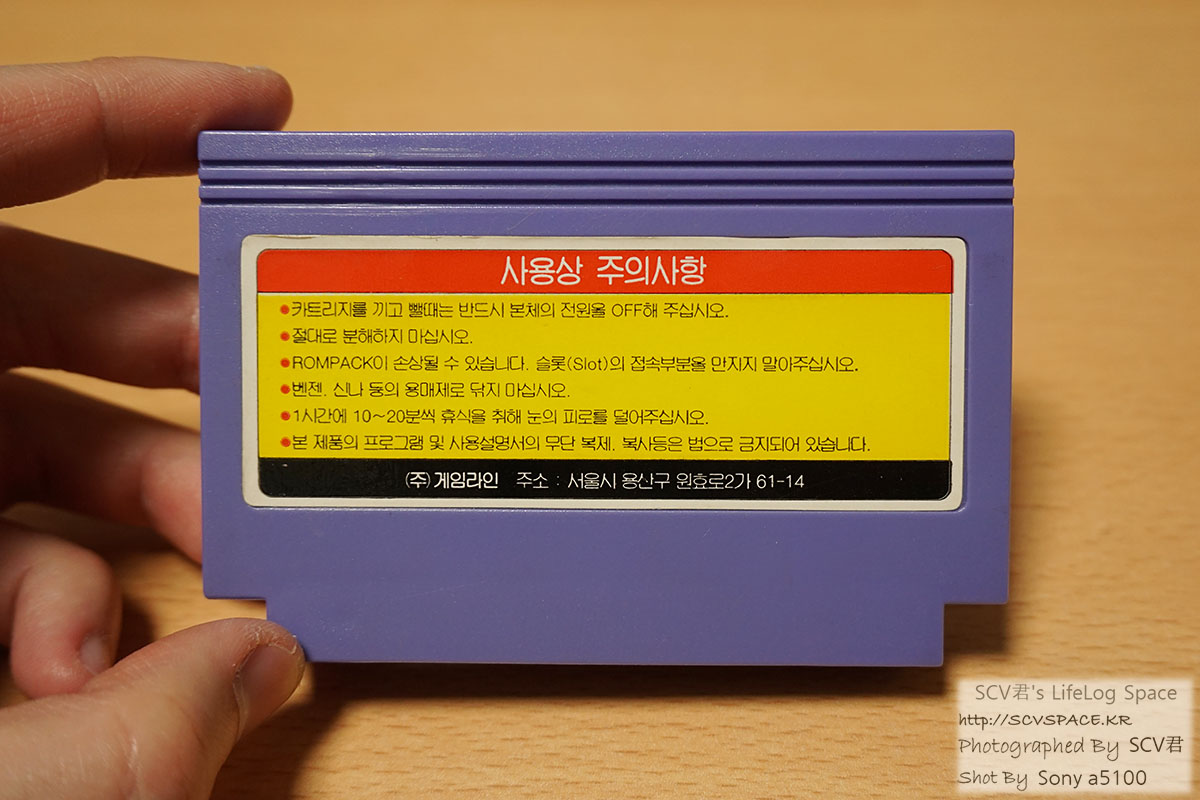 사용상 주의사항
●카트리지를 끼고 뺄때는 반드시 본체의 전원을 OFF해 주십시오.
●절대로 분해하지 마십시오.
●ROMPACK이 손상될 수 있습니다. 슬롯(Slot)의 접속부분을 만지지 말아주십시오.
●벤젠, 신나 등의 용매제로 닦지 마십시오.
●1시간에 10~20분씩 휴식을 취해 눈의 피로를 덜어주십시오.
●본 제품의 프로그램 및 사용설명서의 무단 복제, 복사등은 법으로 금지되어 있습니다.
(주)게임라인 주소 : 서울시 용산구 원효로2가 61-14
SCV君's LifeLog Space
http://SCVSPACE.KR
Photographed By SCV君
Shot By Sony a5100